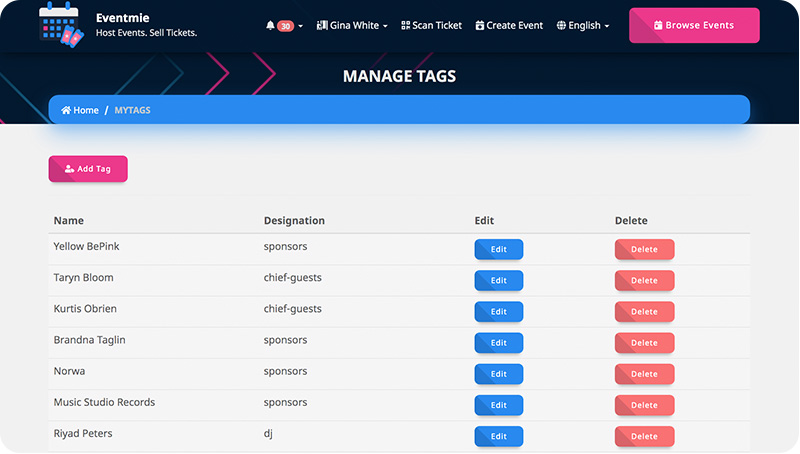 Eventmie
Host Events. Sell Tickets.
30 Gina White Scan Ticket Create Event English Browse Events
MANAGE TAGS
Home / MYTAGS
Add Tag
Name Designation Edit Delete
Yellow BePink sponsors Edit Delete
Taryn Bloom chief-guests Edit Delete
Kurtis Obrien chief-guests Edit Delete
Brandna Taglin sponsors Edit Delete
Norwa sponsors Edit Delete
Music Studio Records sponsors Edit Delete
Riyad Peters dj Edit Delete